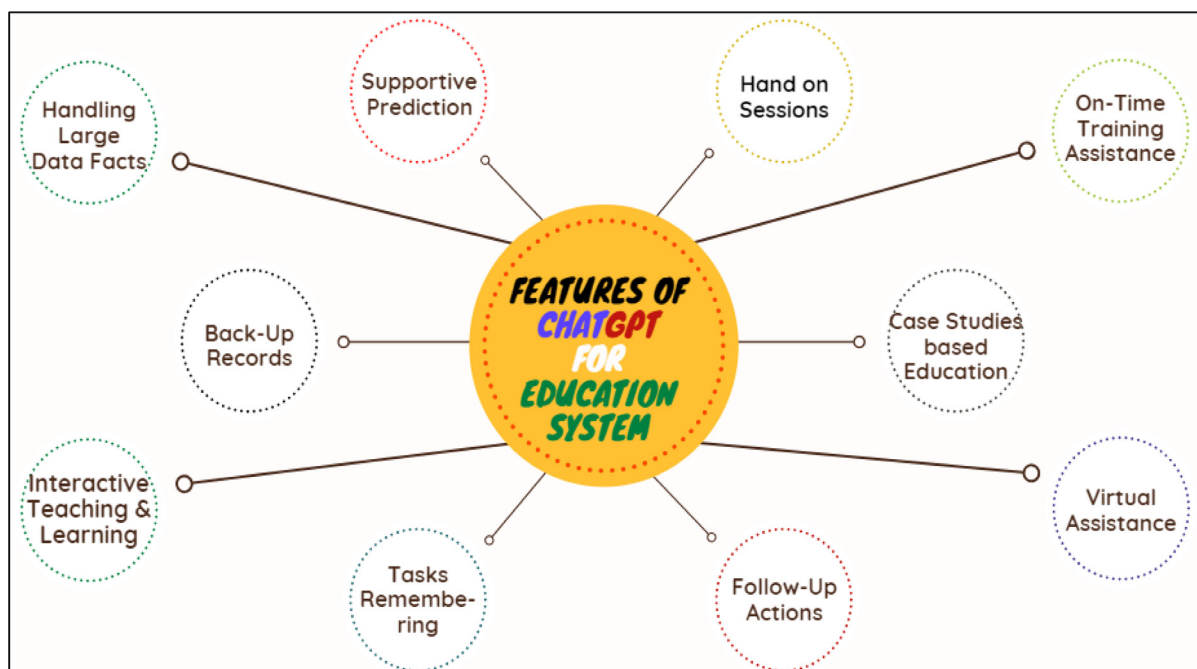 Handling
Large
Data Facts
Supportive
Prediction
Hand on
Sessions
On-Time
Training
Assistance
Back-Up
Records
FEATURES OF
CHATGPT
FOR
EDUCATION
SYSTEM
Case Studies
based
Education
Interactive
Teaching &
Learning
Tasks
Remembe-
ring
Follow-Up
Actions
Virtual
Assistance